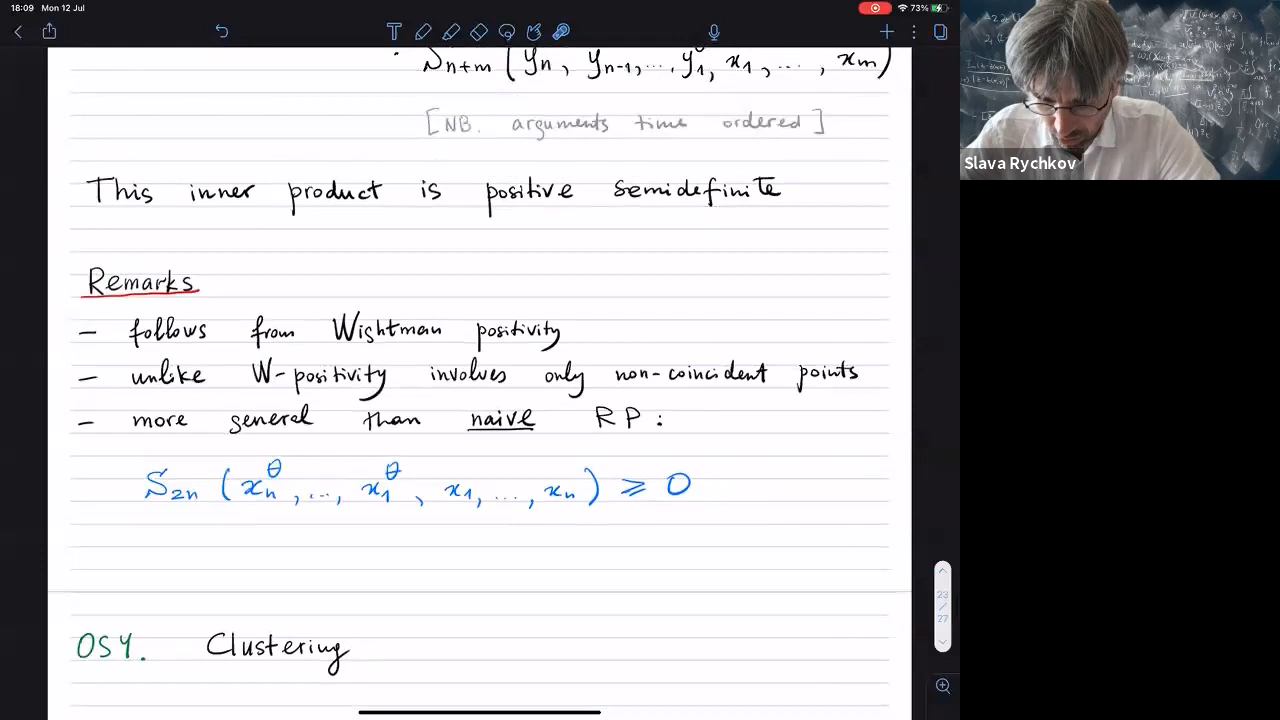 18:09 Mon 12 Jul
73%
S_{n+m} (y_n, y_{n-1}, ..., y_1^θ, x_1, ..., x_m)
[NB. arguments time ordered]
This inner product is positive semidefinite
Remarks
- follows from Wightman positivity
- unlike W-positivity involves only non-coincident points
- more general than naive RP:
S_{2n} (x_n^θ, ..., x_1^θ, x_1, ..., x_n) ⩾ 0
OS4. Clustering
23
/
27
Slava Rychkov